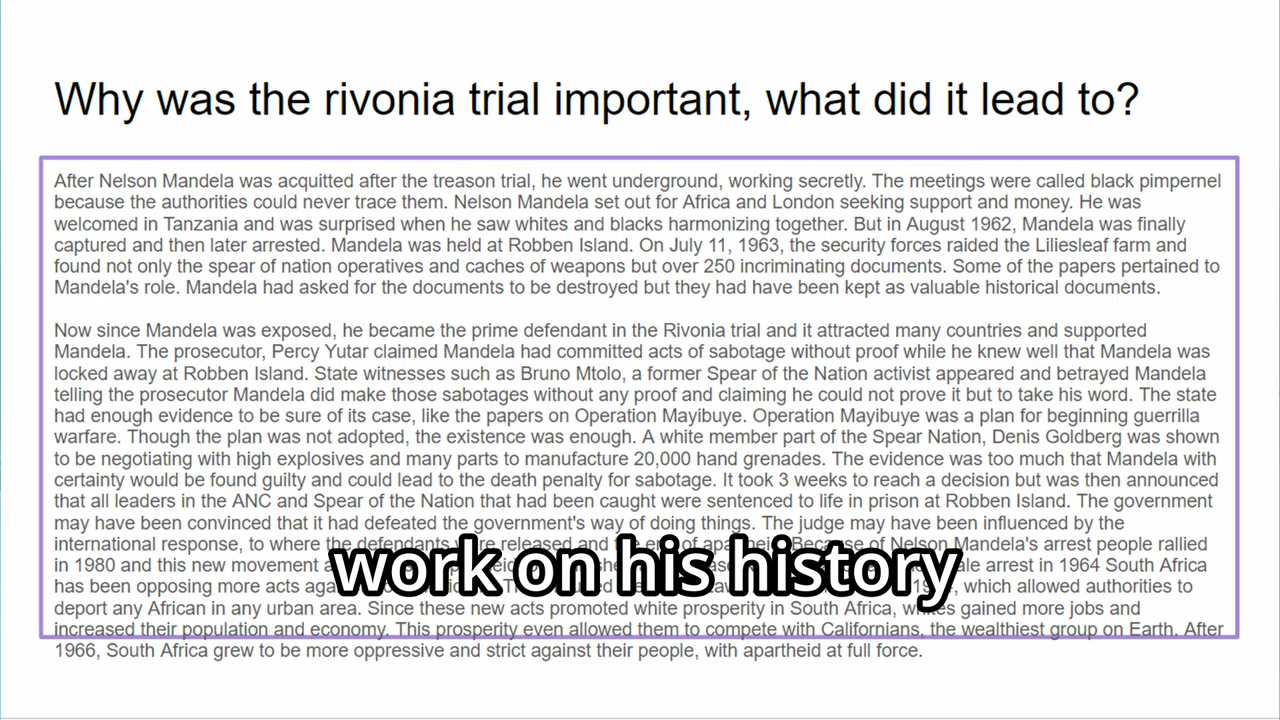 Why was the rivonia trial important, what did it lead to?
After Nelson Mandela was acquitted after the treason trial, he went underground, working secretly. The meetings were called black pimpernel
because the authorities could never trace them. Nelson Mandela set out for Africa and London seeking support and money. He was
welcomed in Tanzania and was surprised when he saw whites and blacks harmonizing together. But in August 1962, Mandela was finally
captured and then later arrested. Mandela was held at Robben Island. On July 11, 1963, the security forces raided the Liliesleaf farm and
found not only the spear of nation operatives and caches of weapons but over 250 incriminating documents. Some of the papers pertained to
Mandela's role. Mandela had asked for the documents to be destroyed but they had have been kept as valuable historical documents.
Now since Mandela was exposed, he became the prime defendant in the Rivonia trial and it attracted many countries and supported
Mandela. The prosecutor, Percy Yutar claimed Mandela had committed acts of sabotage without proof while he knew well that Mandela was
locked away at Robben Island. State witnesses such as Bruno Mtolo, a former Spear of the Nation activist appeared and betrayed Mandela
telling the prosecutor Mandela did make those sabotages without any proof and claiming he could not prove it but to take his word. The state
had enough evidence to be sure of its case, like the papers on Operation Mayibuye. Operation Mayibuye was a plan for beginning guerrilla
warfare. Though the plan was not adopted, the existence was enough. A white member part of the Spear Nation, Denis Goldberg was shown
to be negotiating with high explosives and many parts to manufacture 20,000 hand grenades. The evidence was too much that Mandela with
certainty would be found guilty and could lead to the death penalty for sabotage. It took 3 weeks to reach a decision but was then announced
that all leaders in the ANC and Spear of the Nation that had been caught were sentenced to life in prison at Robben Island. The government
may have been convinced that it had defeated the government's way of doing things. The judge may have been influenced by the
international response, to where the defendants were released and the end of apartheid. Because of Nelson Mandela's arrest people rallied
in 1980 and this new movement arrest in 1964 South Africa
has been opposing more acts which allowed authorities to
work on his history
deport any African in any urban area. Since these new acts promoted white prosperity in South Africa, whites gained more jobs and
increased their population and economy. This prosperity even allowed them to compete with Californians, the wealthiest group on Earth. After
1966, South Africa grew to be more oppressive and strict against their people, with apartheid at full force.